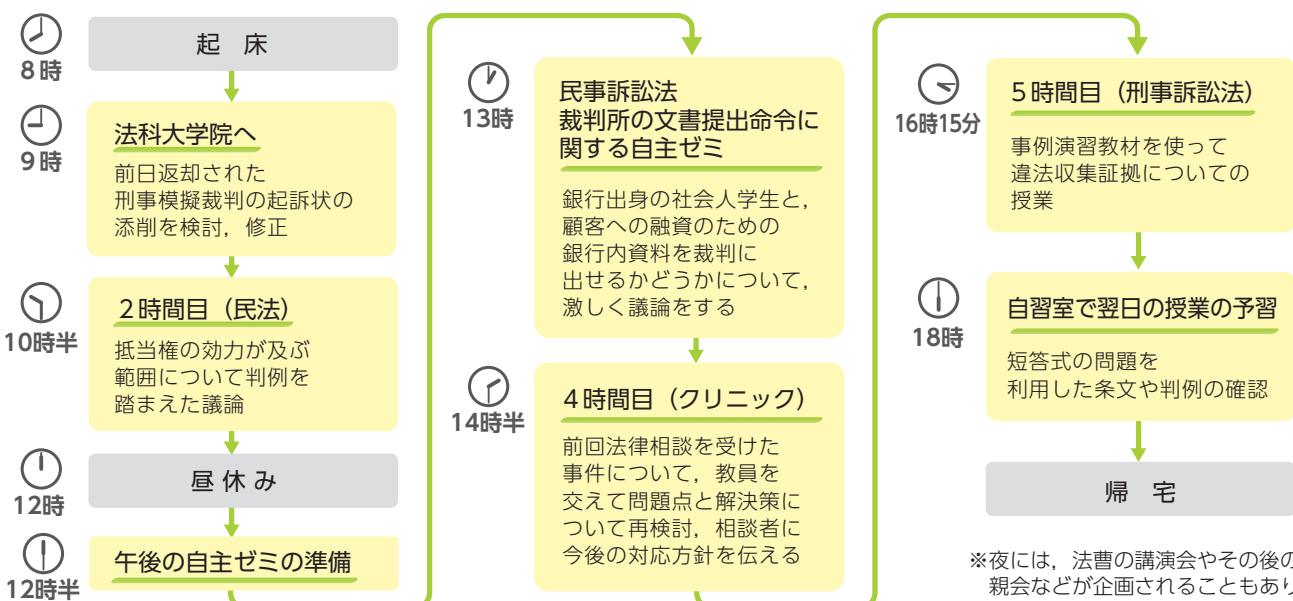 8時
起 床
9時
法科大学院へ
前日返却された
刑事模擬裁判の起訴状の
添削を検討，修正
10時半
２時間目（民法）
抵当権の効力が及ぶ
範囲について判例を
踏まえた議論
12時
昼休み
12時半
午後の自主ゼミの準備
13時
民事訴訟法
裁判所の文書提出命令に
関する自主ゼミ
銀行出身の社会人学生と，
顧客への融資のための
銀行内資料を裁判に
出せるかどうかについて，
激しく議論をする
14時半
４時間目（クリニック）
前回法律相談を受けた
事件について，教員を
交えて問題点と解決策に
ついて再検討，相談者に
今後の対応方針を伝える
16時15分
５時間目（刑事訴訟法）
事例演習教材を使って
違法収集証拠についての
授業
18時
自習室で翌日の授業の予習
短答式の問題を
利用した条文や判例の確認
帰 宅
※夜には，法曹の講演会やその後の
親会などが企画されることもあり